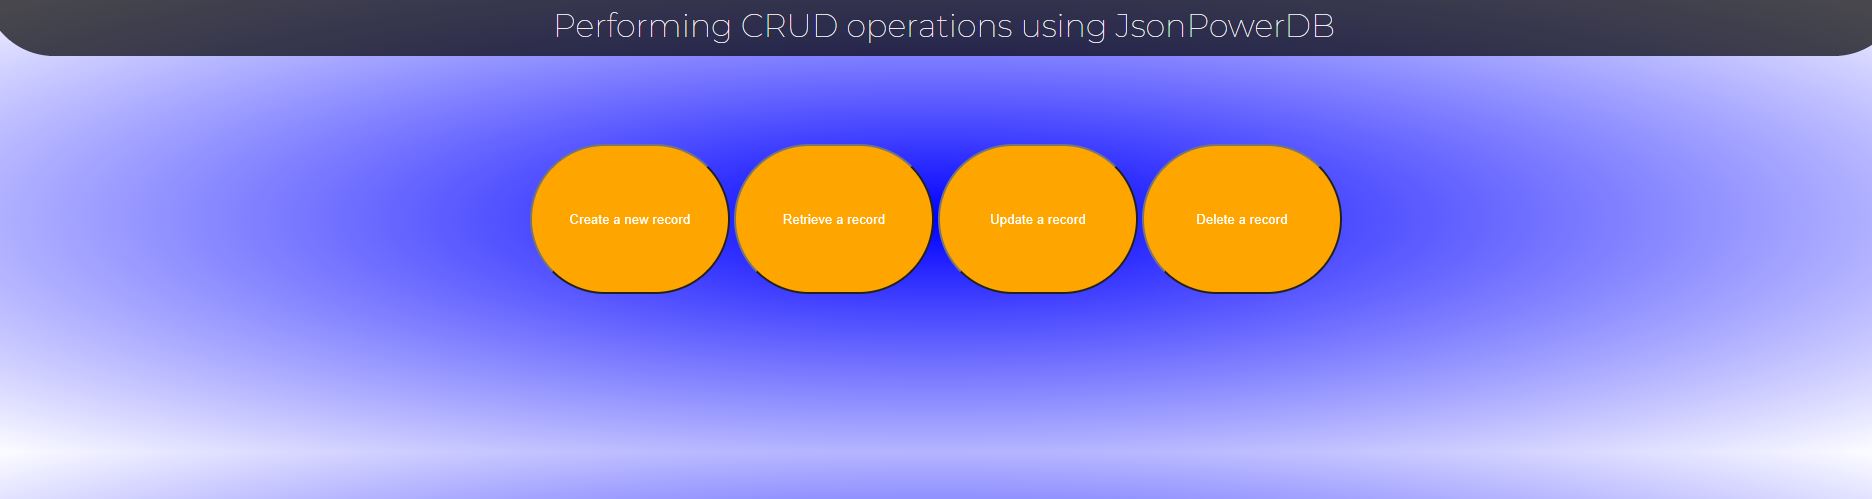 Performing CRUD operations using JsonPowerDB
Create a new record
Retrieve a record
Update a record
Delete a record